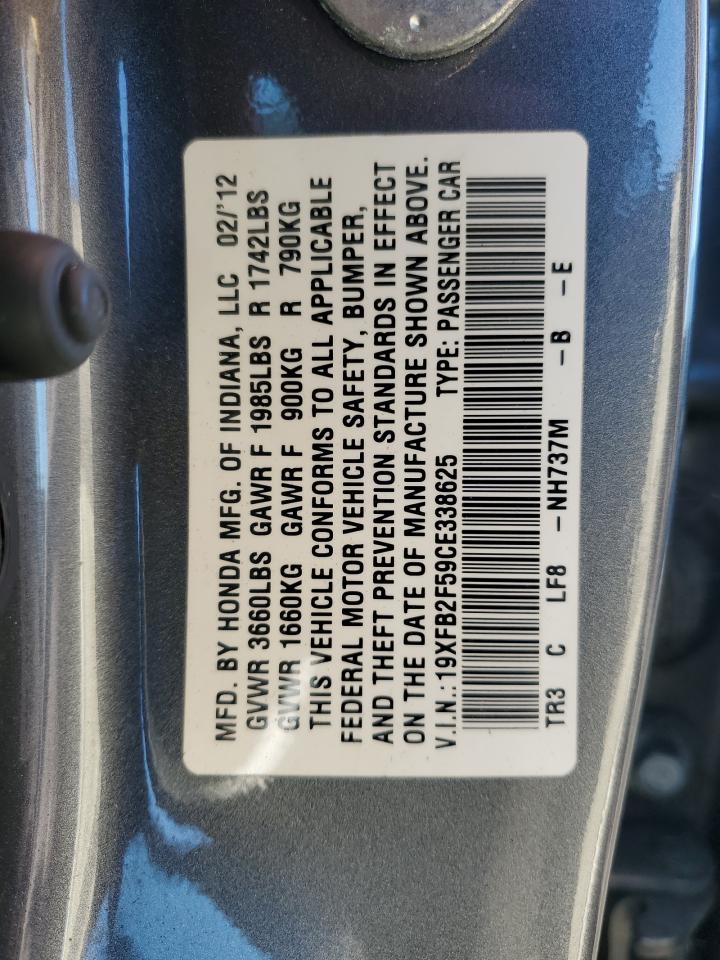 MFD. BY HONDA MFG. OF INDIANA, LLC 02/'12
GVWR 3660LBS GAWR F 1985LBS R 1742LBS
GVWR 1660KG GAWR F 900KG R 790KG
THIS VEHICLE CONFORMS TO ALL APPLICABLE
FEDERAL MOTOR VEHICLE SAFETY, BUMPER,
AND THEFT PREVENTION STANDARDS IN EFFECT
ON THE DATE OF MANUFACTURE SHOWN ABOVE.
V.I.N.:19XFB2F59CE338625 TYPE: PASSENGER CAR
TR3 C LF8 -NH737M -B -E